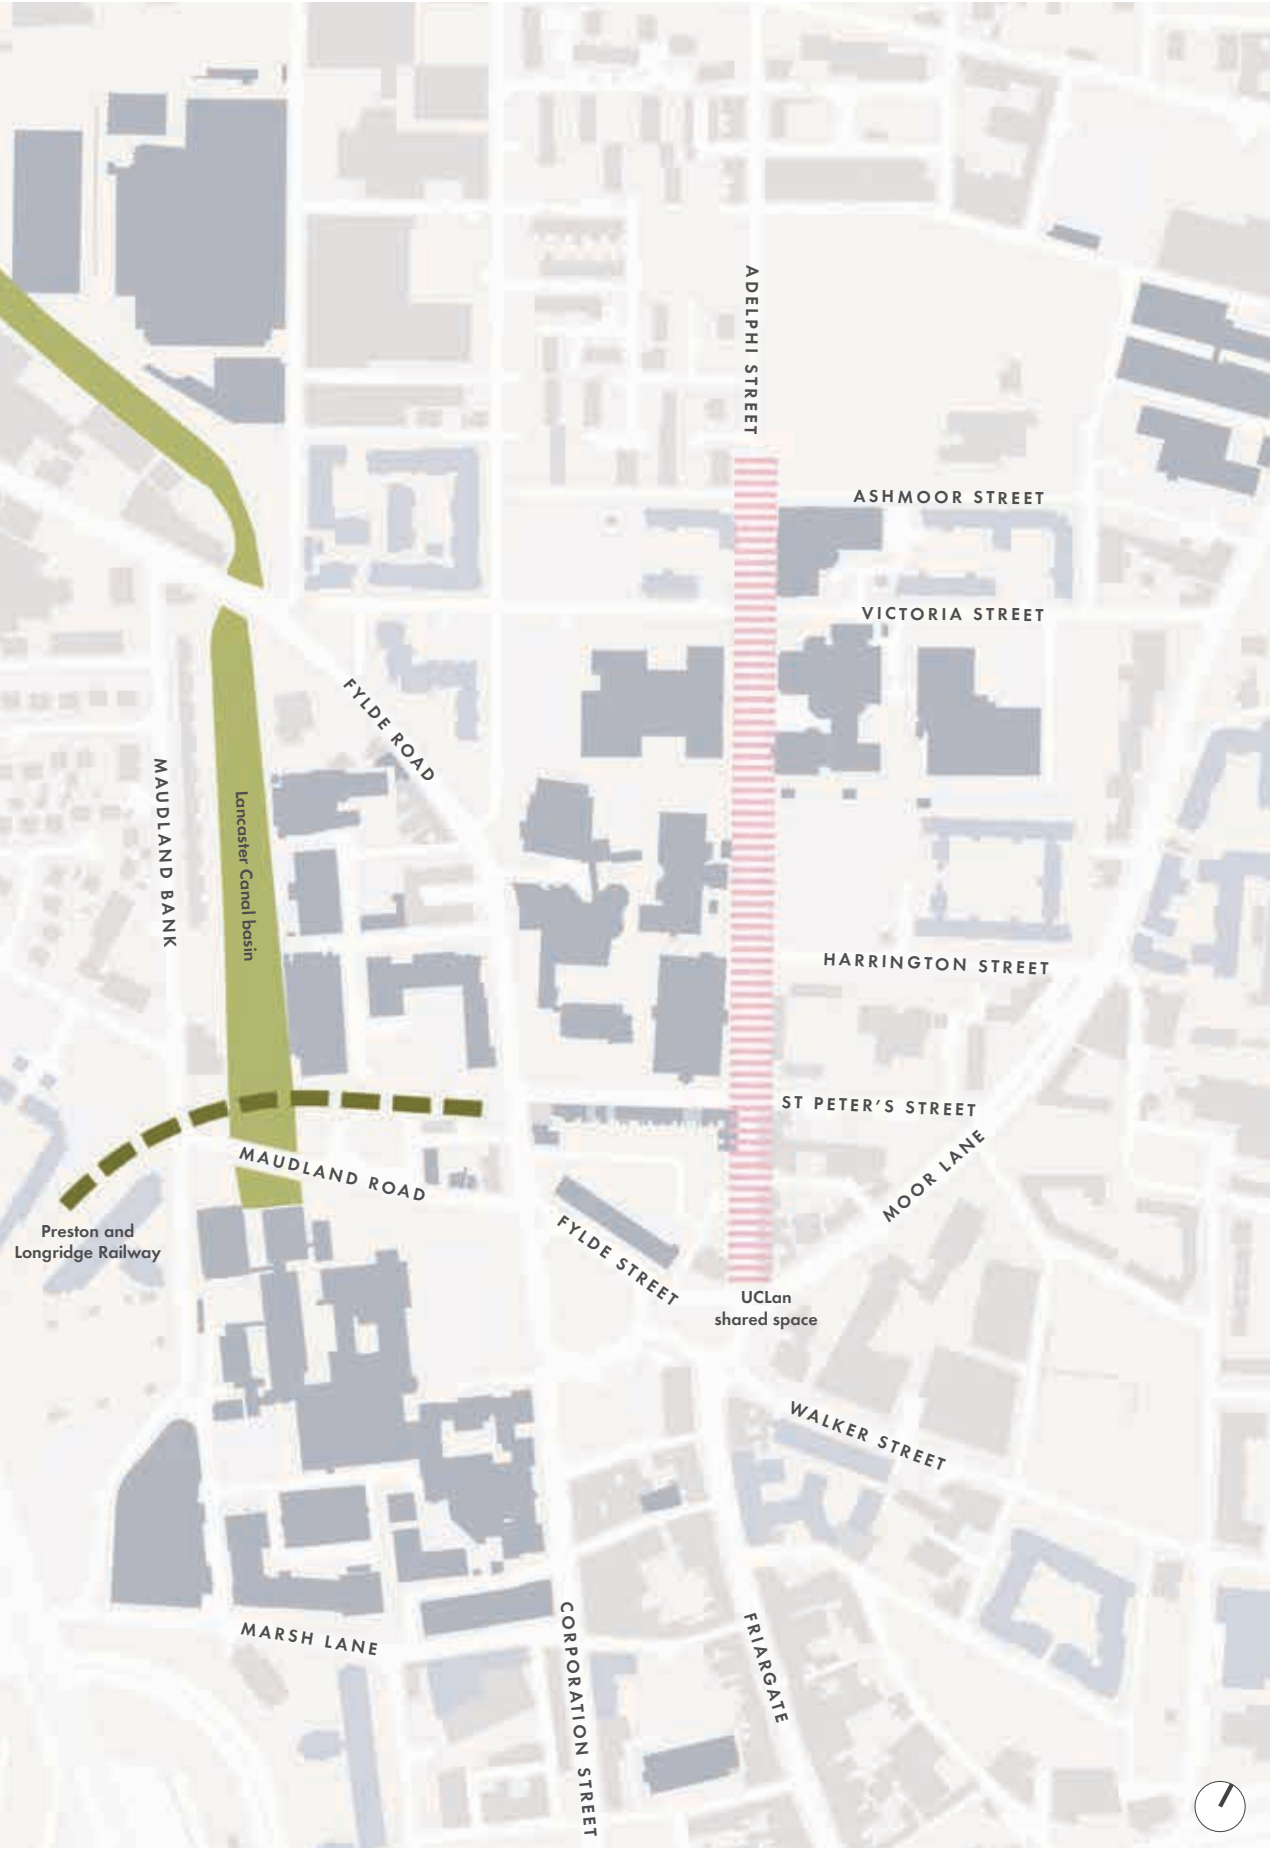 ADELPHI STREET
ASHMOOR STREET
VICTORIA STREET
FYLDE ROAD
MAUDLAND BANK
Lancaster Canal basin
HARRINGTON STREET
ST PETER'S STREET
MOOR LANE
MAUDLAND ROAD
Preston and
Longridge Railway
FYLDE STREET
UCLan
shared space
WALKER STREET
MARSH LANE
CORPORATION STREET
FRIARGATE